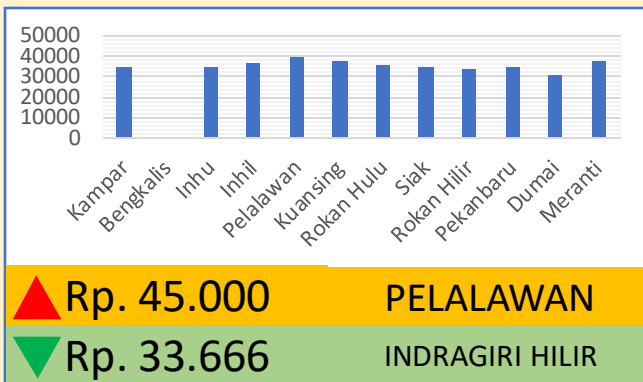 50000
40000
30000
20000
10000
0
Kampar
Bengkalis
Inhu
Inhil
Pelalawan
Kuansing
Rokan Hulu
Siak
Rokan Hilir
Pekanbaru
Dumai
Meranti
Rp. 45.000 PELALAWAN
Rp. 33.666 INDRAGIRI HILIR